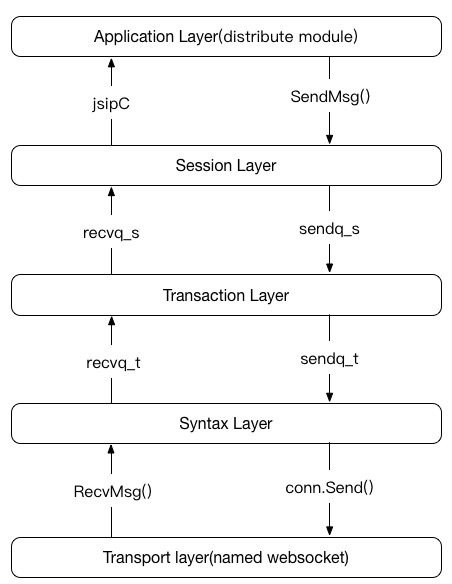 Application Layer(distribute module)
jsipC
SendMsg()
Session Layer
recvq_s
sendq_s
Transaction Layer
recvq_t
sendq_t
Syntax Layer
RecvMsg()
conn.Send()
Transport layer(named websocket)